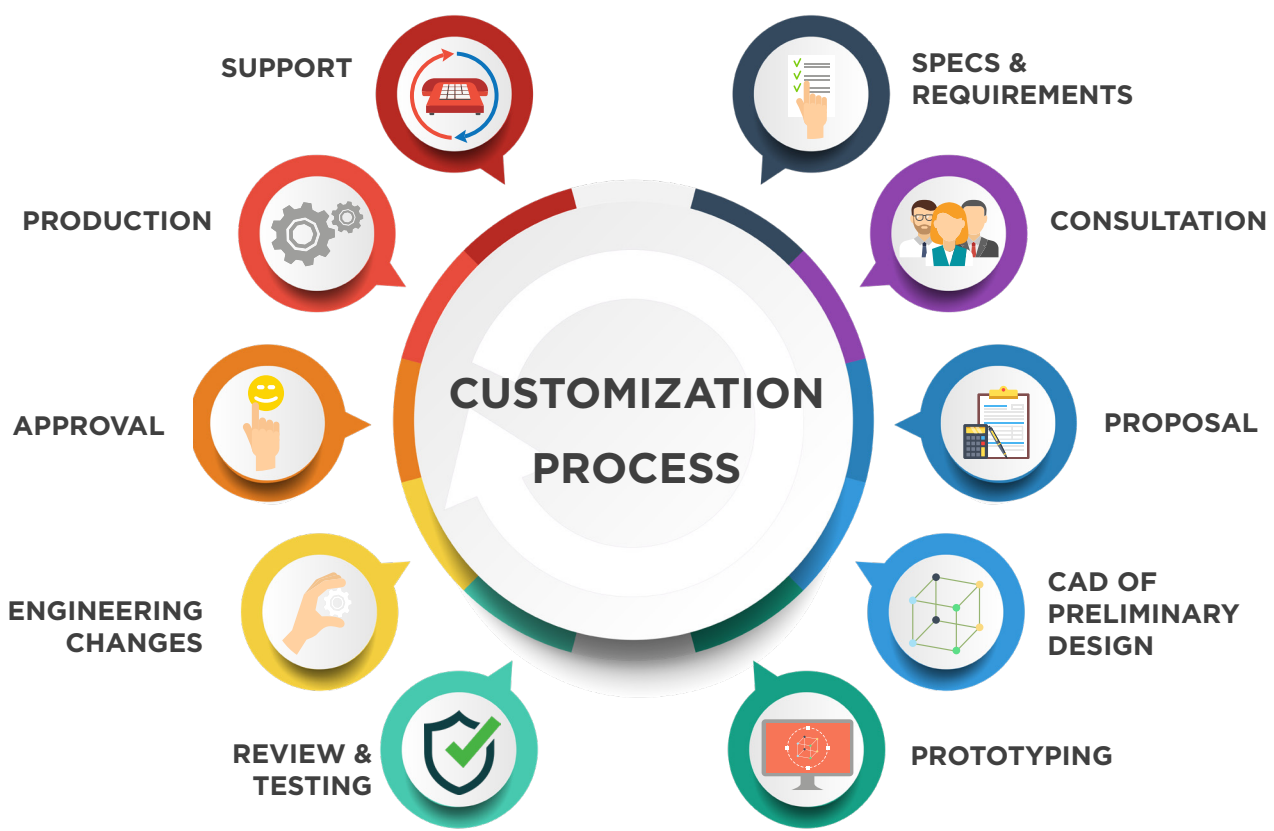 CUSTOMIZATION
PROCESS
SPECS &
REQUIREMENTS
CONSULTATION
PROPOSAL
CAD OF
PRELIMINARY
DESIGN
PROTOTYPING
REVIEW &
TESTING
ENGINEERING
CHANGES
APPROVAL
PRODUCTION
SUPPORT